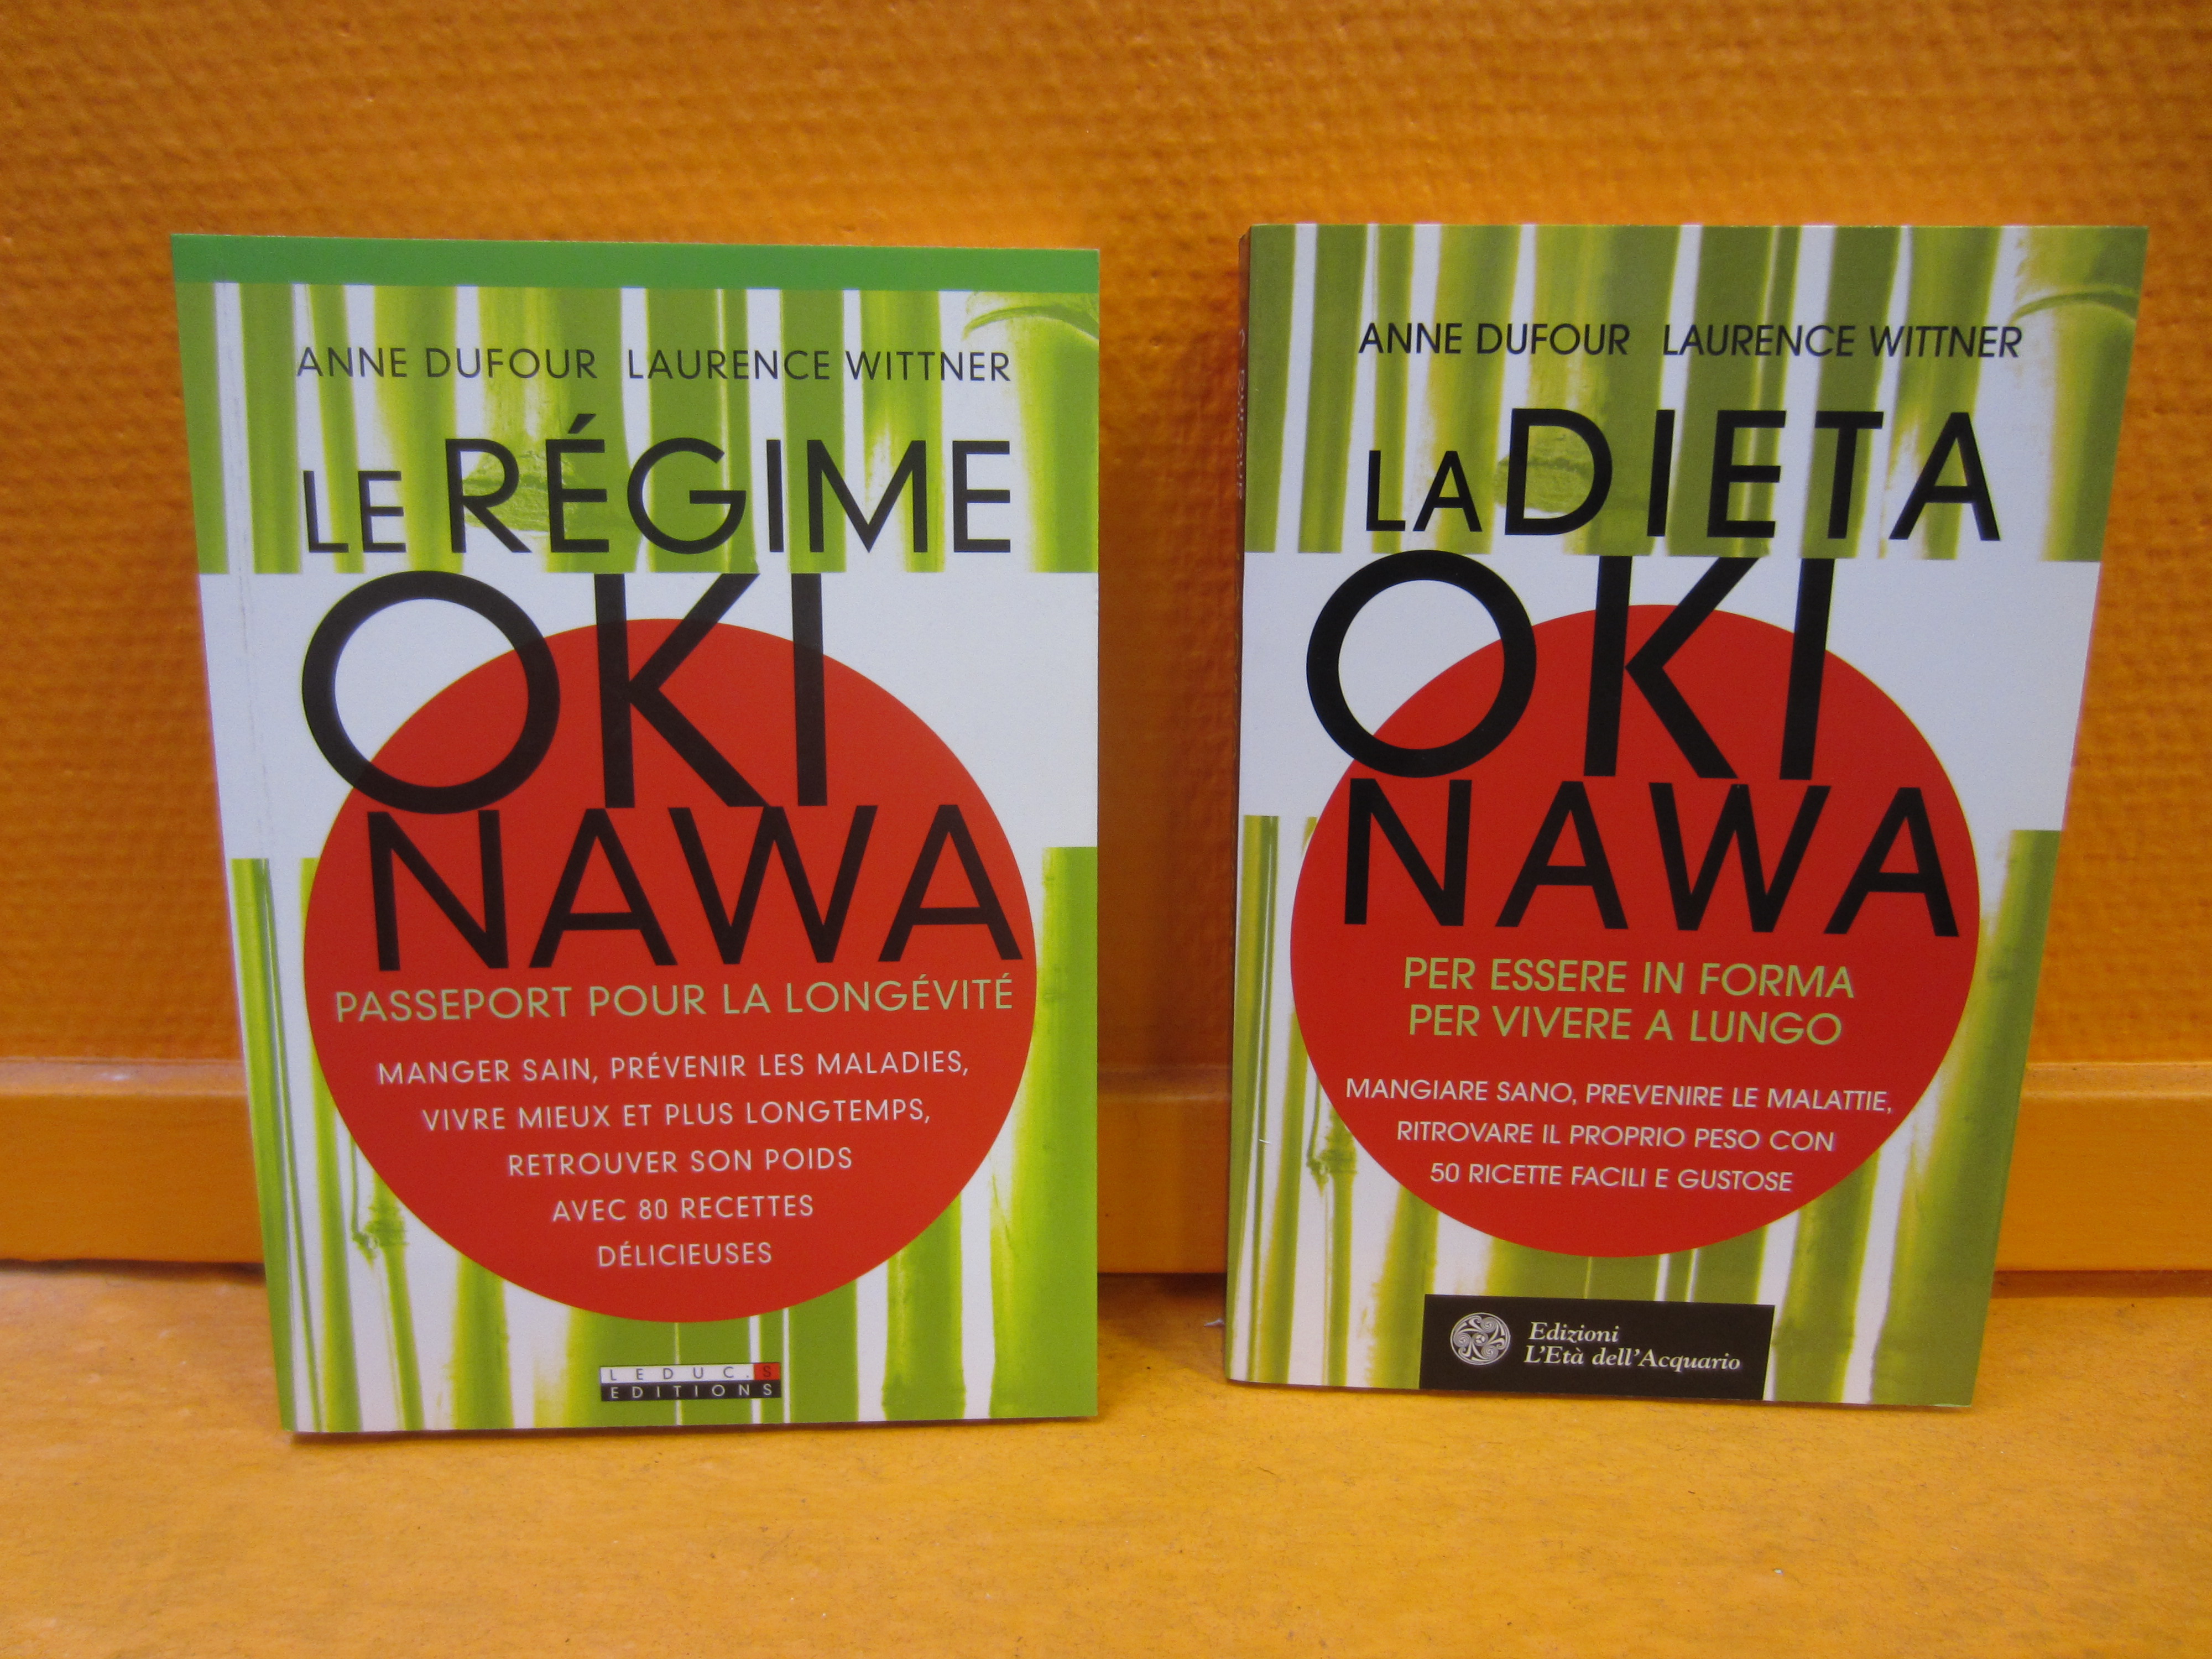 ANNE DUFOUR LAURENCE WITTNER
LE RÉGIME
OKI
NAWA
PASSEPORT POUR LA LONGÉVITÉ
MANGER SAIN, PRÉVENIR LES MALADIES,
VIVRE MIEUX ET PLUS LONGTEMPS,
RETROUVER SON POIDS
AVEC 80 RECETTES
DÉLICIEUSES
LEDUC.S
EDITIONS
ANNE DUFOUR LAURENCE WITTNER
LA DIETA
OKI
NAWA
PER ESSERE IN FORMA
PER VIVERE A LUNGO
MANGIARE SANO, PREVENIRE LE MALATTIE,
RITROVARE IL PROPRIO PESO CON
50 RICETTE FACILI E GUSTOSE
Edizioni
L'Età dell'Acquario